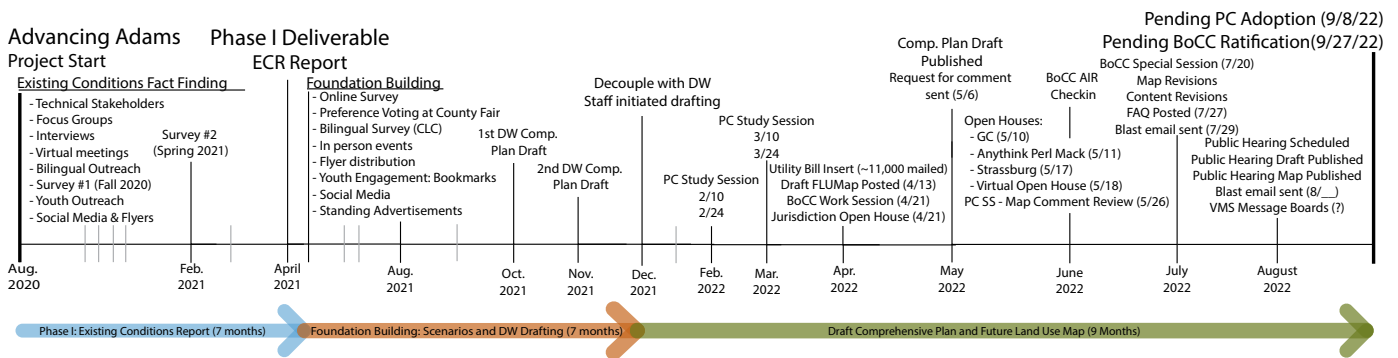 Advancing Adams
Project Start
Existing Conditions Fact Finding
- Technical Stakeholders
- Focus Groups
- Interviews
- Virtual meetings
- Bilingual Outreach
- Survey #1 (Fall 2020)
- Youth Outreach
- Social Media & Flyers
Survey #2
(Spring 2021)
Phase I Deliverable
ECR Report
Foundation Building
- Online Survey
- Preference Voting at County Fair
- Bilingual Survey (CLC)
- In person events
- Flyer distribution
- Youth Engagement: Bookmarks
- Social Media
- Standing Advertisements
1st DW Comp.
Plan Draft
2nd DW Comp.
Plan Draft
Decouple with DW
Staff initiated drafting
PC Study Session
2/10
2/24
PC Study Session
3/10
3/24
Utility Bill Insert (~11,000 mailed)
Draft FLUMap Posted (4/13)
BoCC Work Session (4/21)
Jurisdiction Open House (4/21)
Comp. Plan Draft
Published
Request for comment
sent (5/6)
Open Houses:
- GC (5/10)
- Anythink Perl Mack (5/11)
- Strassburg (5/17)
- Virtual Open House (5/18)
PC SS - Map Comment Review (5/26)
BoCC AIR
Checkin
Pending PC Adoption (9/8/22)
Pending BoCC Ratification(9/27/22)
BoCC Special Session (7/20)
Map Revisions
Content Revisions
FAQ Posted (7/27)
Blast email sent (7/29)
Public Hearing Scheduled
Public Hearing Draft Published
Public Hearing Map Published
Blast email sent (8/__)
VMS Message Boards (?)
Aug.
2020
Feb.
2021
April
2021
Aug.
2021
Oct.
2021
Nov.
2021
Dec.
2021
Feb.
2022
Mar.
2022
Apr.
2022
May
2022
June
2022
July
2022
August
2022
Phase I: Existing Conditions Report (7 months)
Foundation Building: Scenarios and DW Drafting (7 months)
Draft Comprehensive Plan and Future Land Use Map (9 Months)